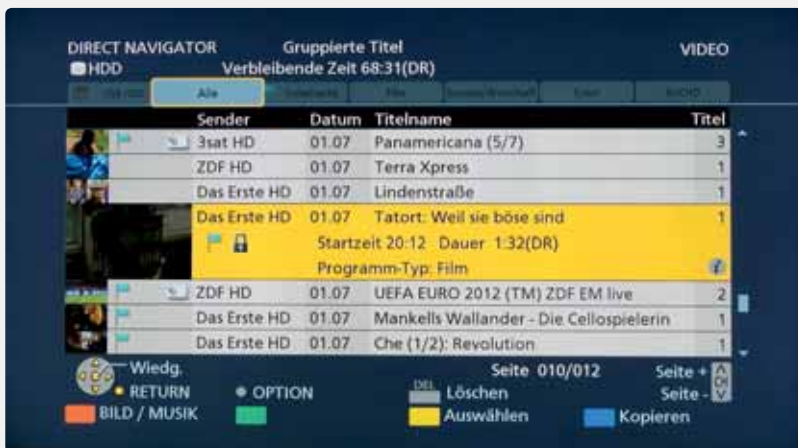 DIRECT NAVIGATOR Gruppierte Titel VIDEO
HDD Verbleibende Zeit 68:31(DR)
Alle
Sender Datum Titelname Titel
3sat HD 01.07 Panamericana (5/7) 3
ZDF HD 01.07 Terra Xpress 1
Das Erste HD 01.07 Lindenstraße 1
Das Erste HD 01.07 Tatort: Weil sie böse sind 1
Startzeit 20:12 Dauer 1:32(DR)
Programm-Typ: Film
ZDF HD 01.07 UEFA EURO 2012 (TM) ZDF EM live 2
Das Erste HD 01.07 Mankells Wallander - Die Cellospielerin 1
Das Erste HD 01.07 Che (1/2): Revolution 1
Wiedg. Seite 010/012 Seite +
RETURN OPTION DEL Löschen CH Seite -
BILD / MUSIK Auswählen Kopieren